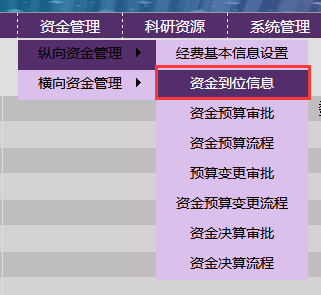 资金管理 科研资源 系统管理
纵向资金管理 经费基本信息设置
横向资金管理 资金到位信息
资金预算审批
资金预算流程
预算变更审批
资金预算变更流程
资金决算审批
资金决算流程